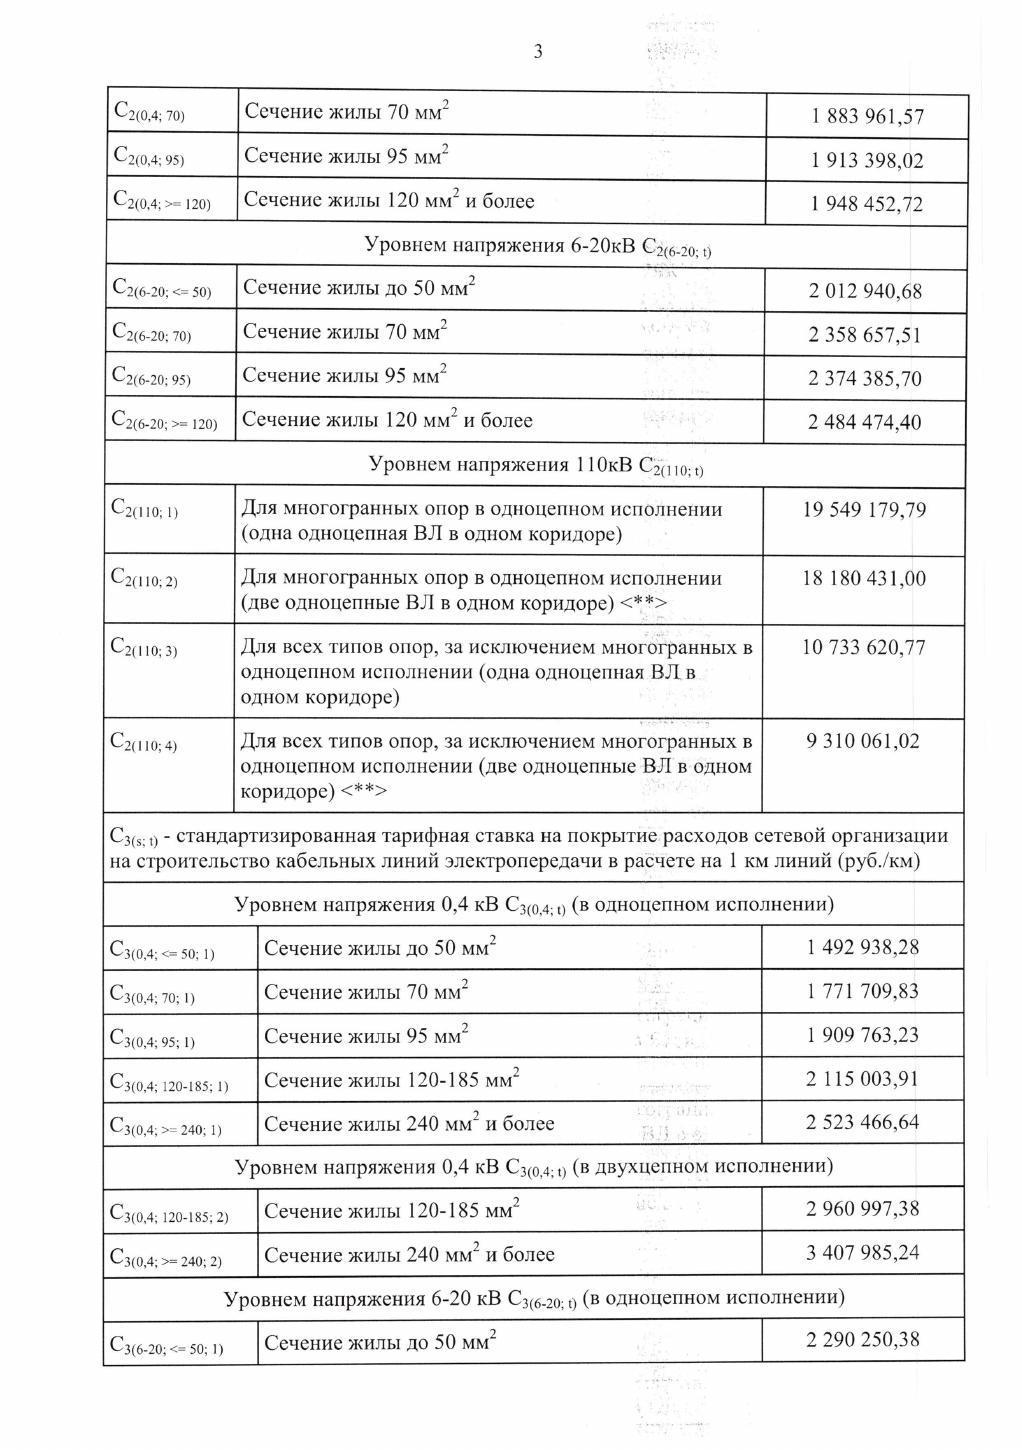 3
C2(0,4; 70) Сечение жилы 70 мм2 1 883 961,57
C2(0,4; 95) Сечение жилы 95 мм2 1 913 398,02
C2(0,4; >= 120) Сечение жилы 120 мм2 и более 1 948 452,72
Уровнем напряжения 6-20кВ C2(6-20; t)
C2(6-20; <= 50) Сечение жилы до 50 мм2 2 012 940,68
C2(6-20; 70) Сечение жилы 70 мм2 2 358 657,51
C2(6-20; 95) Сечение жилы 95 мм2 2 374 385,70
C2(6-20; >= 120) Сечение жилы 120 мм2 и более 2 484 474,40
Уровнем напряжения 110кВ C2(110; t)
C2(110; 1) Для многогранных опор в одноцепном исполнении 19 549 179,79
(одна одноцепная ВЛ в одном коридоре)
C2(110; 2) Для многогранных опор в одноцепном исполнении 18 180 431,00
(две одноцепные ВЛ в одном коридоре) <**>
C2(110; 3) Для всех типов опор, за исключением многогранных в 10 733 620,77
одноцепном исполнении (одна одноцепная ВЛ в
одном коридоре)
C2(110; 4) Для всех типов опор, за исключением многогранных в 9 310 061,02
одноцепном исполнении (две одноцепные ВЛ в одном
коридоре) <**>
C3(s; t) - стандартизированная тарифная ставка на покрытие расходов сетевой организации
на строительство кабельных линий электропередачи в расчете на 1 км линий (руб./км)
Уровнем напряжения 0,4 кВ C3(0,4; t) (в одноцепном исполнении)
C3(0,4; <= 50; 1) Сечение жилы до 50 мм2 1 492 938,28
C3(0,4; 70; 1) Сечение жилы 70 мм2 1 771 709,83
C3(0,4; 95; 1) Сечение жилы 95 мм2 1 909 763,23
C3(0,4; 120-185; 1) Сечение жилы 120-185 мм2 2 115 003,91
C3(0,4; >= 240; 1) Сечение жилы 240 мм2 и более 2 523 466,64
Уровнем напряжения 0,4 кВ C3(0,4; t) (в двухцепном исполнении)
C3(0,4; 120-185; 2) Сечение жилы 120-185 мм2 2 960 997,38
C3(0,4; >= 240; 2) Сечение жилы 240 мм2 и более 3 407 985,24
Уровнем напряжения 6-20 кВ C3(6-20; t) (в одноцепном исполнении)
C3(6-20; <= 50; 1) Сечение жилы до 50 мм2 2 290 250,38